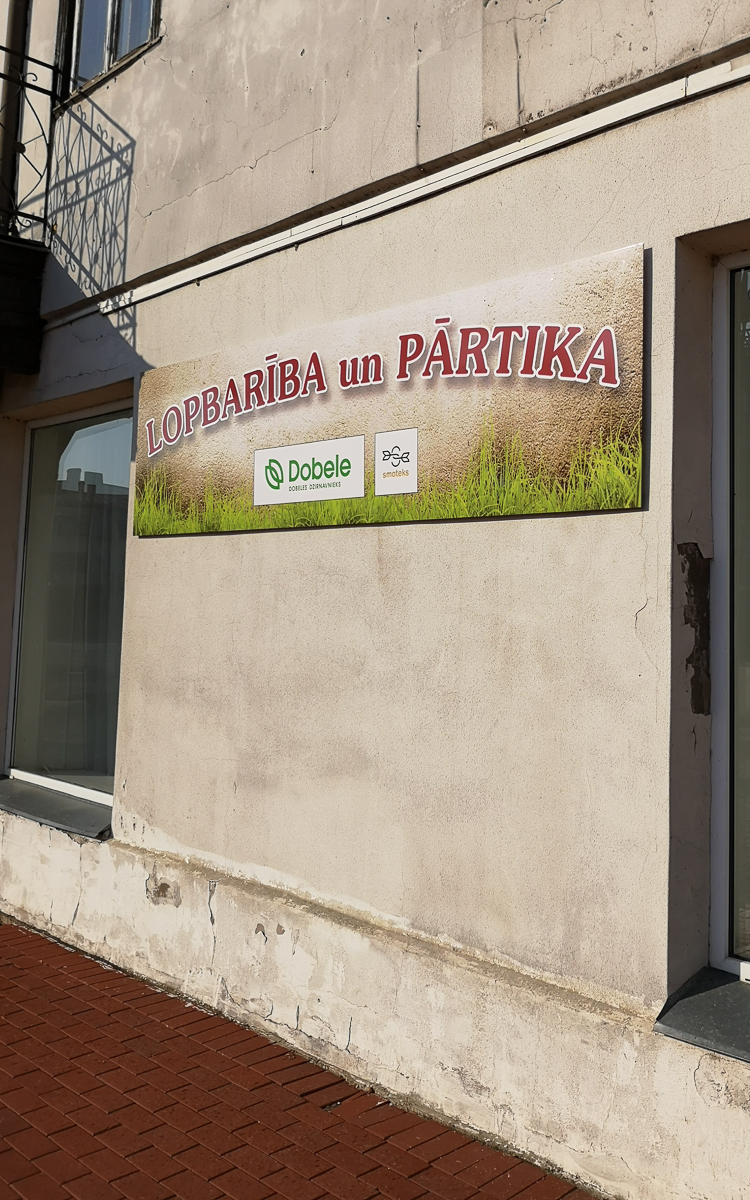 LOPBARĪBA un PĀRTIKA
Dobele
DOBELES DZIRNAVNIEKS
smoteks